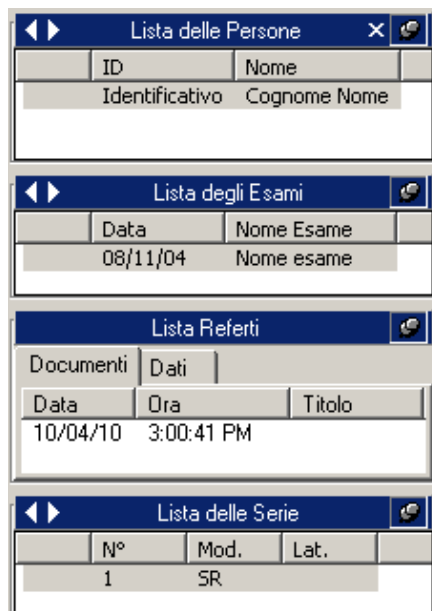 Lista delle Persone
ID Nome
Identificativo Cognome Nome
Lista degli Esami
Data Nome Esame
08/11/04 Nome esame
Lista Referti
Documenti Dati
Data Ora Titolo
10/04/10 3:00:41 PM
Lista delle Serie
N° Mod. Lat.
1 SR